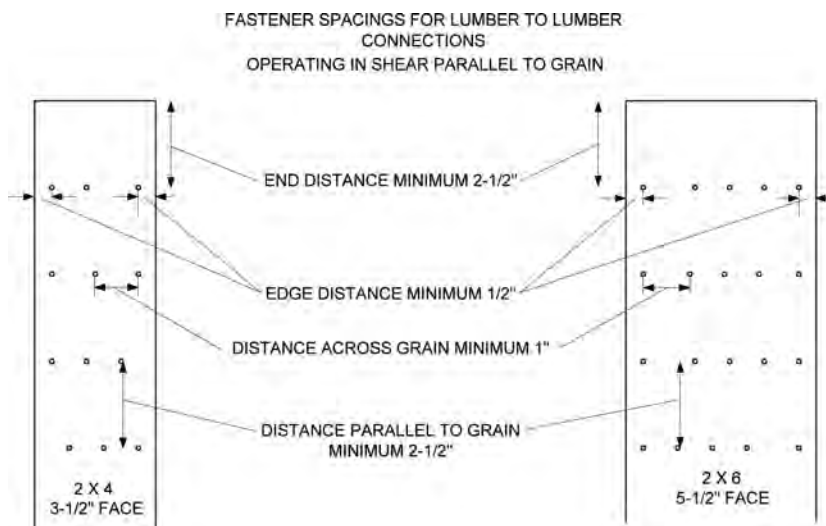 FASTENER SPACINGS FOR LUMBER TO LUMBER
CONNECTIONS
OPERATING IN SHEAR PARALLEL TO GRAIN
END DISTANCE MINIMUM 2-1/2"
EDGE DISTANCE MINIMUM 1/2"
DISTANCE ACROSS GRAIN MINIMUM 1"
DISTANCE PARALLEL TO GRAIN
MINIMUM 2-1/2"
2 X 4
3-1/2" FACE
2 X 6
5-1/2" FACE